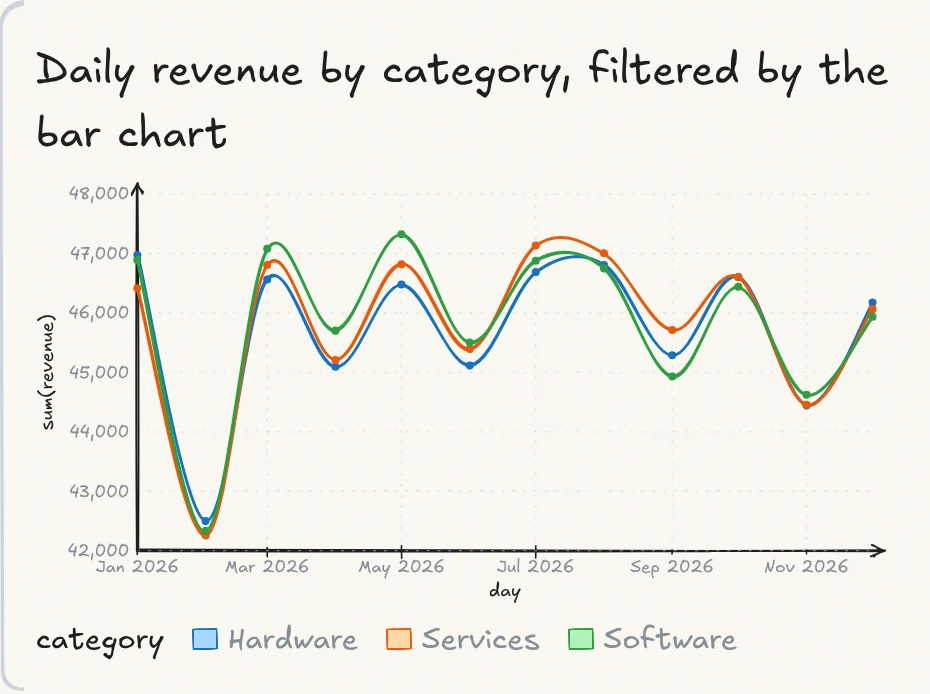 Daily revenue by category, filtered by the
bar chart
48,000
47,000
46,000
45,000
44,000
43,000
42,000
sum(revenue)
Jan 2026 Mar 2026 May 2026 Jul 2026 Sep 2026 Nov 2026
day
category Hardware Services Software